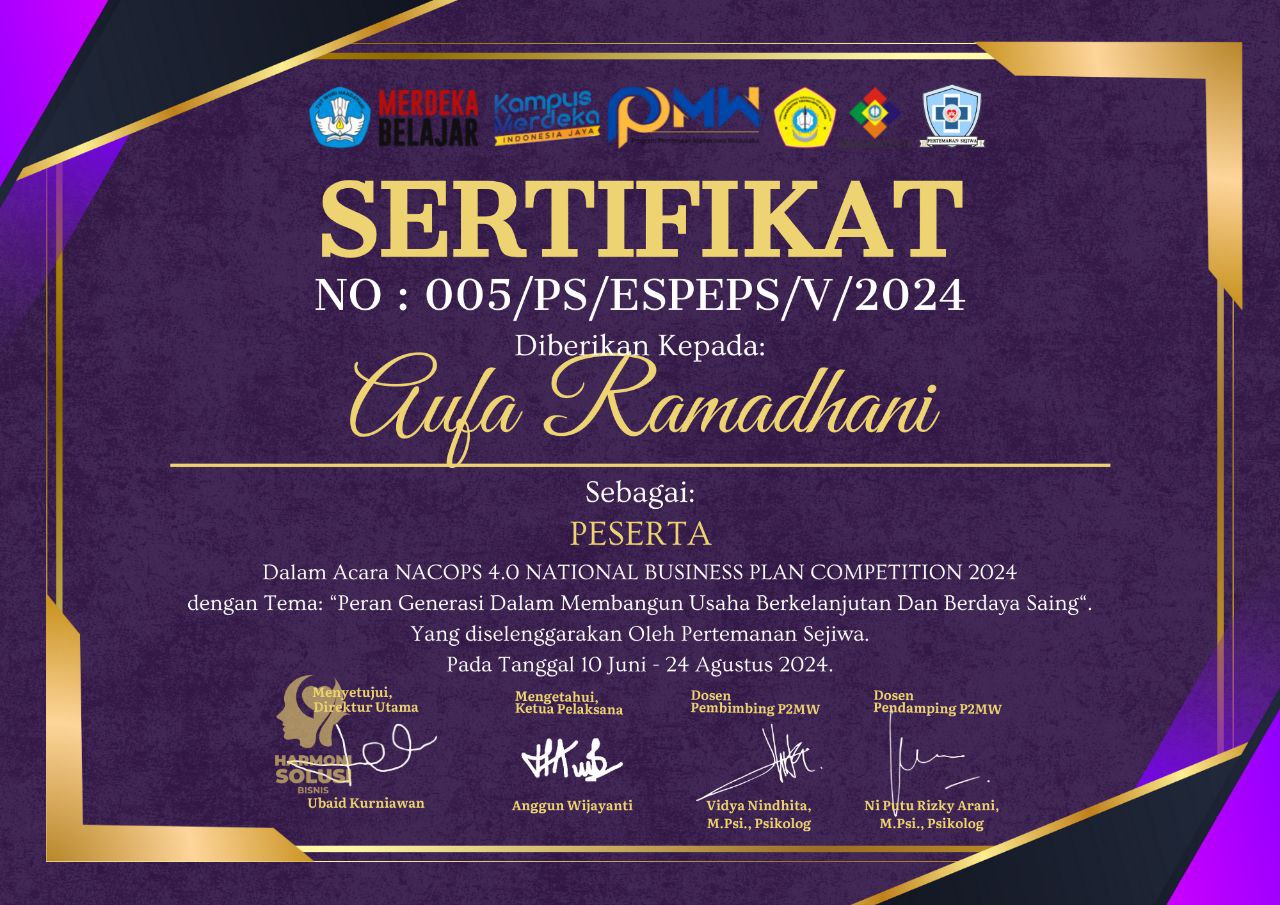 MERDEKA
BELAJAR
Kampus
Merdeka
INDONESIA JAYA
PMW
PERTEMANAN SEJIWA
SERTIFIKAT
NO : 005/PS/ESPEPS/V/2024
Diberikan Kepada:
Aufa Ramadhani
Sebagai:
PESERTA
Dalam Acara NACOPS 4.0 NATIONAL BUSINESS PLAN COMPETITION 2024
dengan Tema: “Peran Generasi Dalam Membangun Usaha Berkelanjutan Dan Berdaya Saing“.
Yang diselenggarakan Oleh Pertemanan Sejiwa.
Pada Tanggal 10 Juni - 24 Agustus 2024.
Menyetujui,
Direktur Utama
HARMONI
SOLUSI
BISNIS
Ubaid Kurniawan
Mengetahui,
Ketua Pelaksana
Anggun Wijayanti
Dosen
Pembimbing P2MW
Vidya Nindhita,
M.Psi., Psikolog
Dosen
Pendamping P2MW
Ni Putu Rizky Arani,
M.Psi., Psikolog